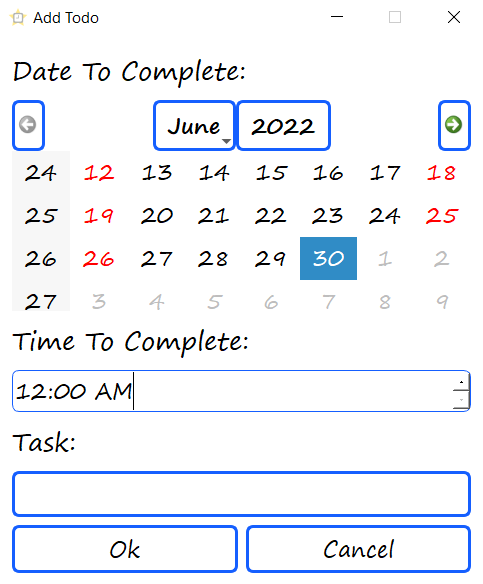 Add Todo
Date To Complete:
June 2022
24 12 13 14 15 16 17 18
25 19 20 21 22 23 24 25
26 26 27 28 29 30 1 2
27 3 4 5 6 7 8 9
Time To Complete:
12:00 AM
Task:
Ok Cancel